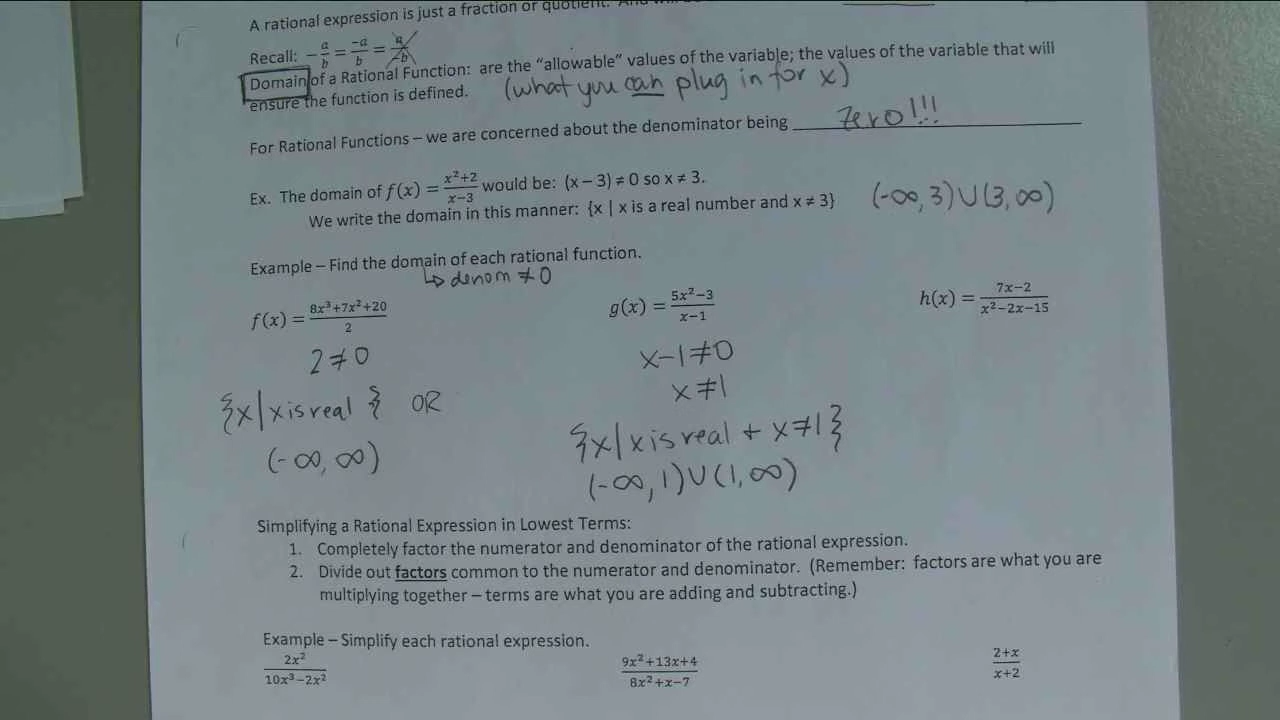 A rational expression is just a fraction or quotient. And will be
Recall: −a/b = −a/b = a/−b
Domain of a Rational Function: are the “allowable” values of the variable; the values of the variable that will
ensure the function is defined. (what you can plug in for x)
For Rational Functions – we are concerned about the denominator being zero!!!
Ex. The domain of f(x) = x²+2/x−3 would be: (x – 3) ≠ 0 so x ≠ 3.
We write the domain in this manner: {x | x is a real number and x ≠ 3} (-∞, 3) ∪ (3, ∞)
Example – Find the domain of each rational function.
↳ denom ≠ 0
f(x) = 8x³+7x²+20/2
2 ≠ 0
{x | x is real } OR
(-∞, ∞)
g(x) = 5x²−3/x−1
x-1 ≠ 0
x ≠ 1
{x | x is real + x ≠ 1}
(-∞, 1) ∪ (1, ∞)
h(x) = 7x−2/x²−2x−15
Simplifying a Rational Expression in Lowest Terms:
1. Completely factor the numerator and denominator of the rational expression.
2. Divide out factors common to the numerator and denominator. (Remember: factors are what you are
multiplying together – terms are what you are adding and subtracting.)
Example – Simplify each rational expression.
2x²/10x³−2x²
9x²+13x+4/8x²+x−7
2+x/x+2